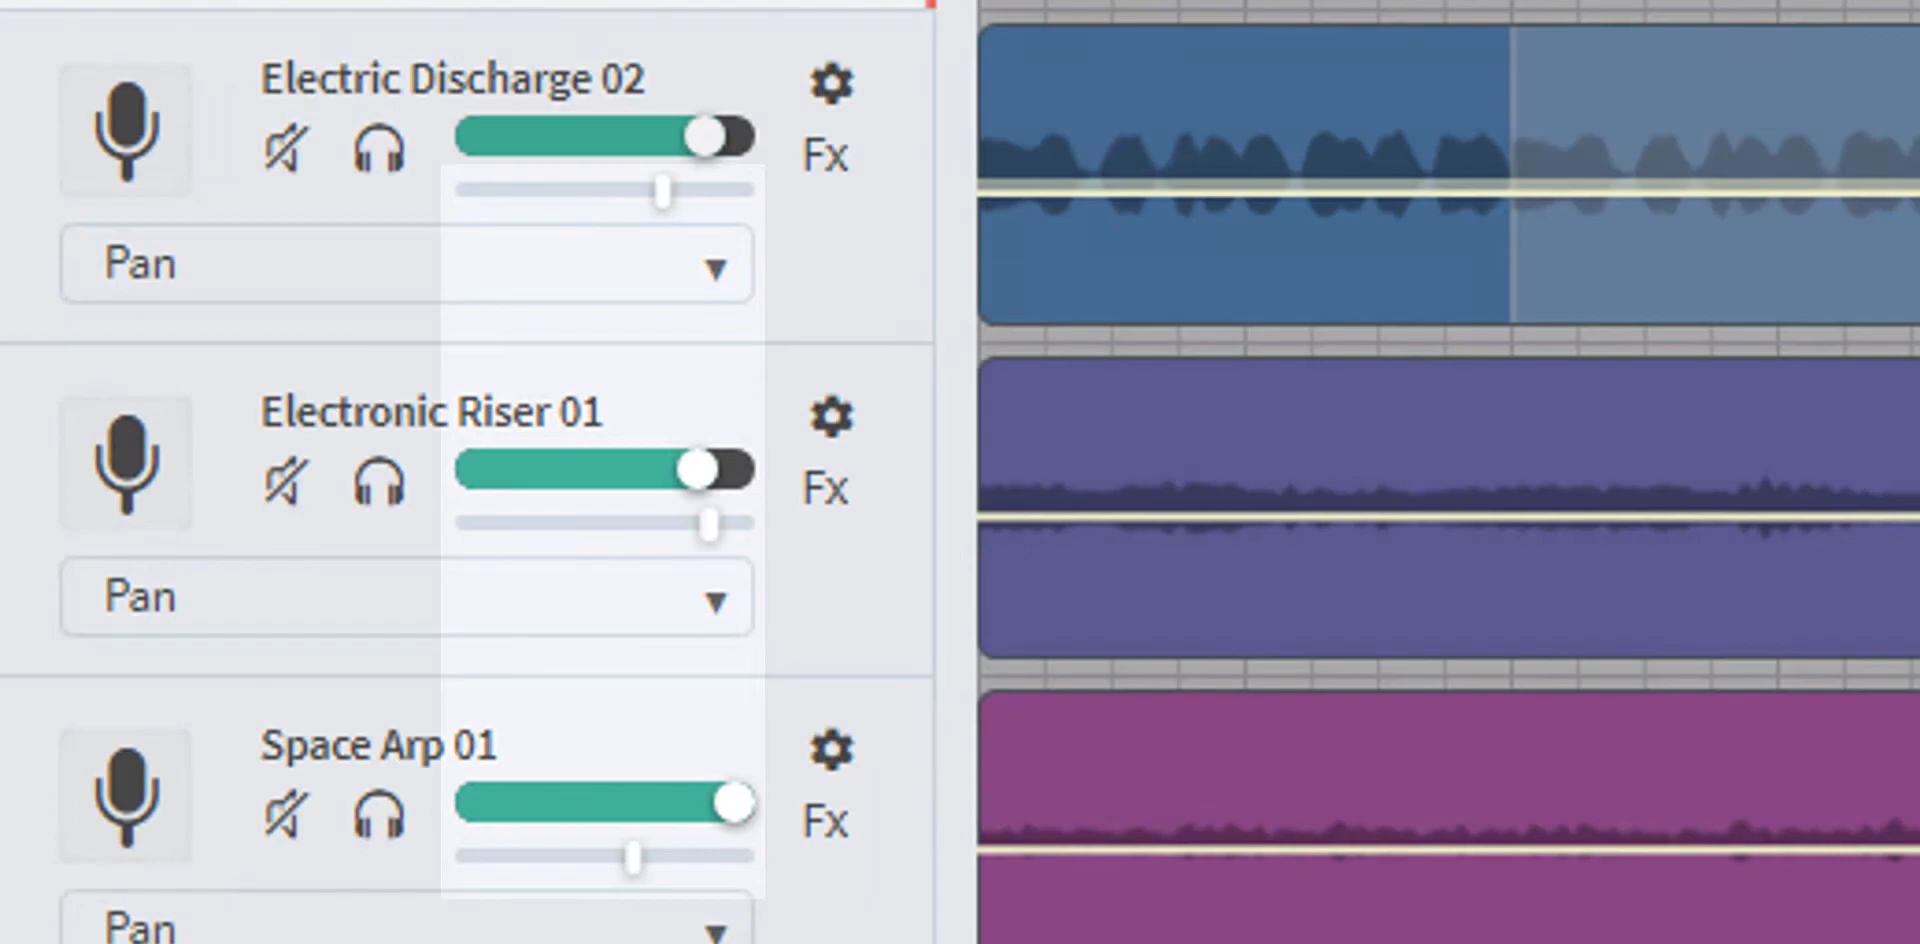 Electric Discharge 02
Fx
Pan
Electronic Riser 01
Fx
Pan
Space Arp 01
Fx
Pan